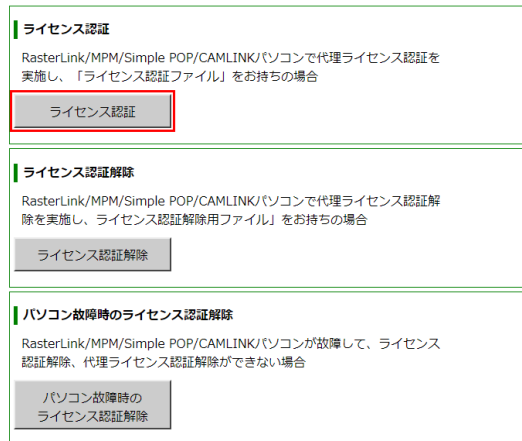 ライセンス認証
RasterLink/MPM/Simple POP/CAMLINKパソコンで代理ライセンス認証を
実施し、「ライセンス認証ファイル」をお持ちの場合
ライセンス認証
ライセンス認証解除
RasterLink/MPM/Simple POP/CAMLINKパソコンで代理ライセンス認証解
除を実施し、ライセンス認証解除用ファイル」をお持ちの場合
ライセンス認証解除
パソコン故障時のライセンス認証解除
RasterLink/MPM/Simple POP/CAMLINKパソコンが故障して、ライセンス
認証解除、代理ライセンス認証解除ができない場合
パソコン故障時の
ライセンス認証解除